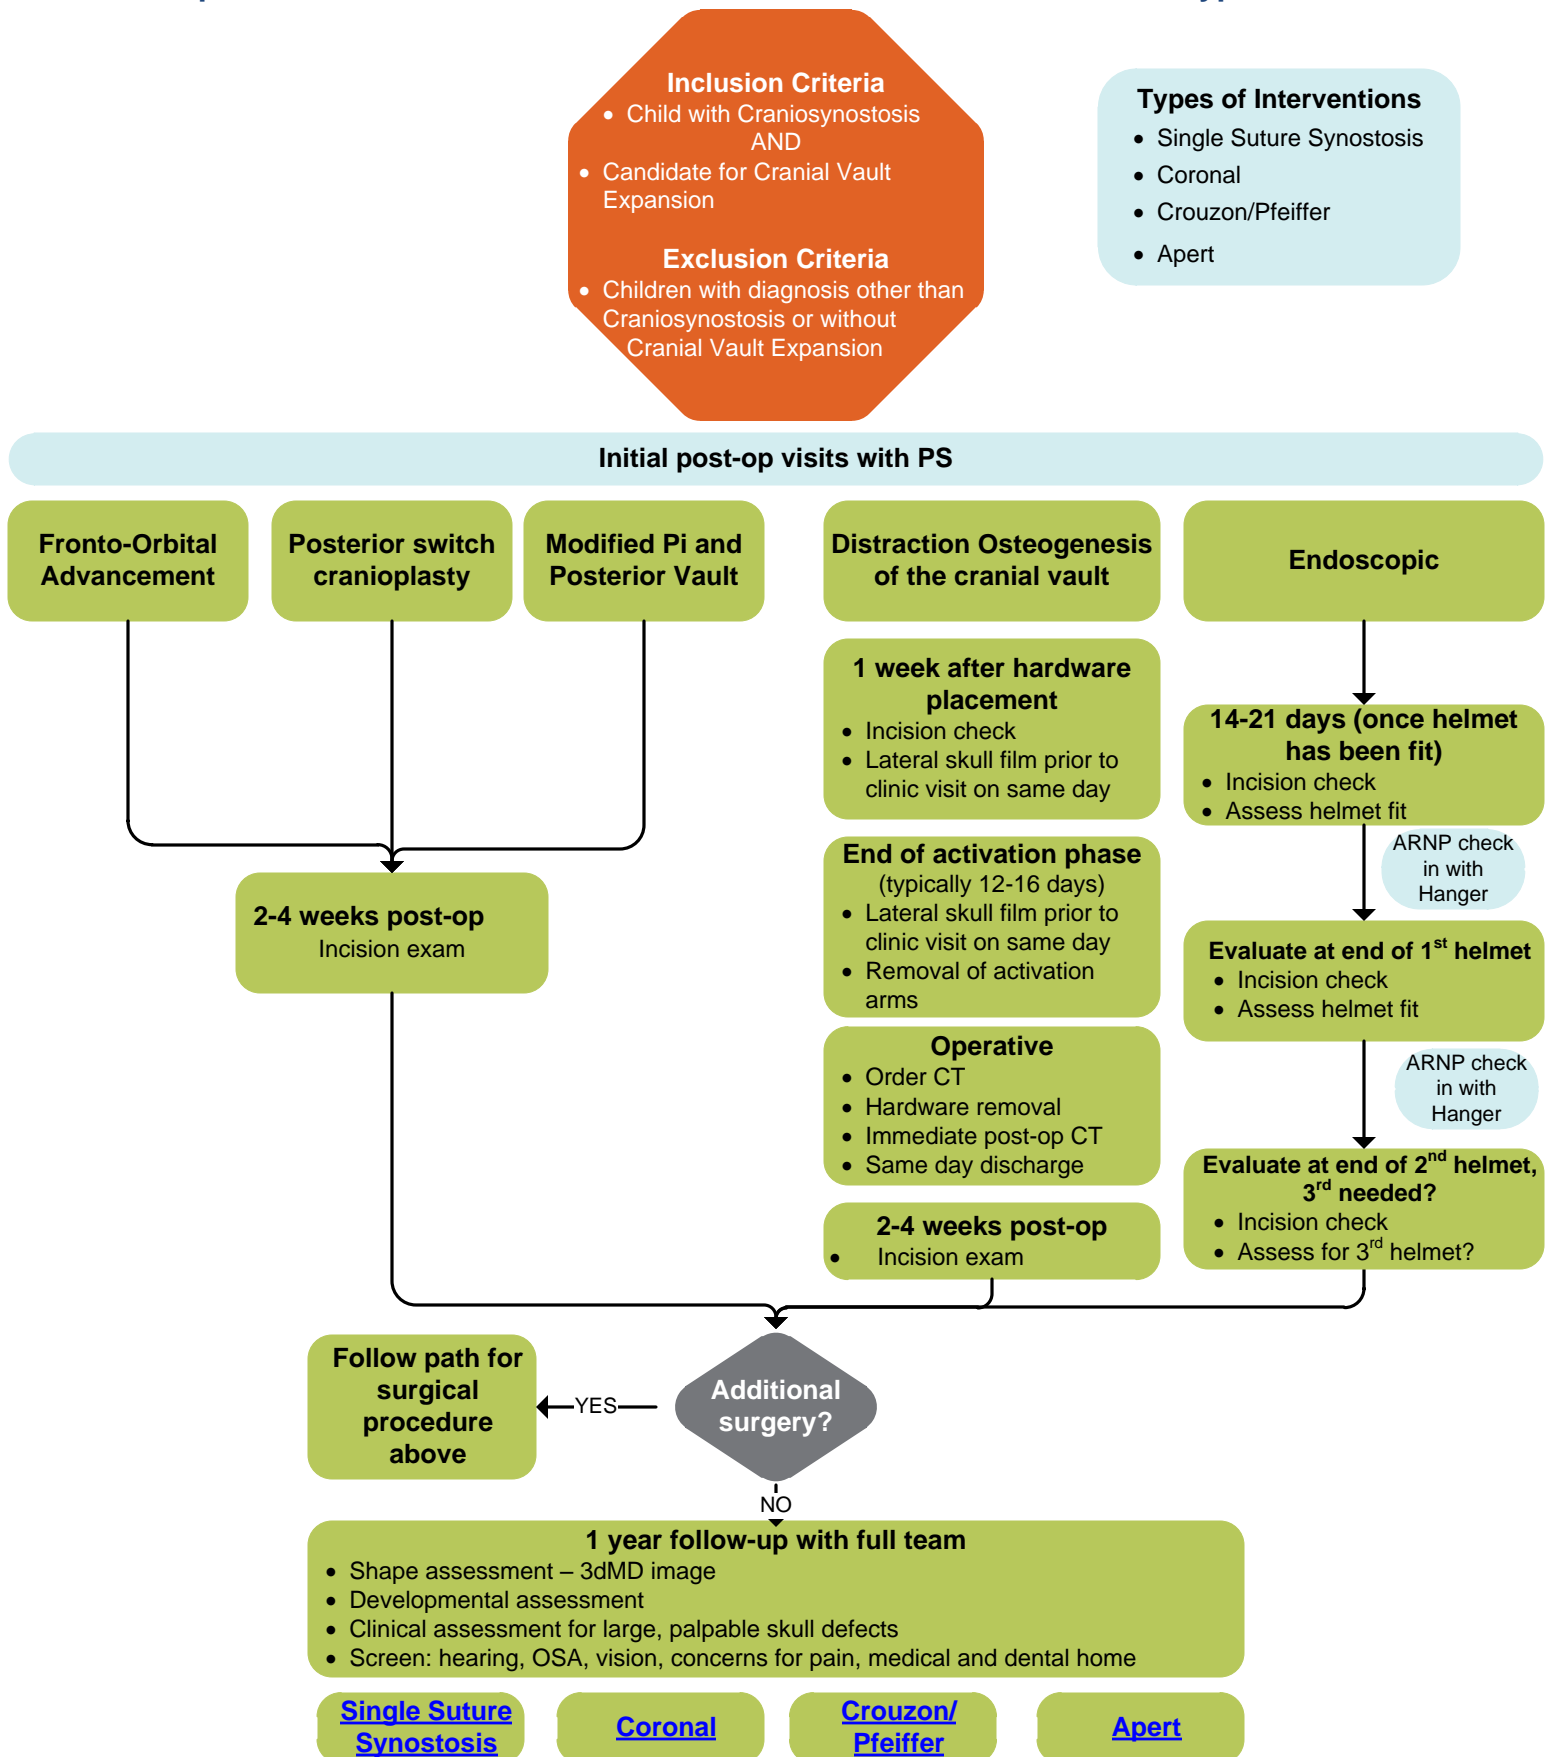 Inclusion Criteria
• Child with Craniosynostosis
AND
• Candidate for Cranial Vault
Expansion
Exclusion Criteria
• Children with diagnosis other than
Craniosynostosis or without
Cranial Vault Expansion
Types of Interventions
• Single Suture Synostosis
• Coronal
• Crouzon/Pfeiffer
• Apert
Initial post-op visits with PS
Fronto-Orbital
Advancement
Posterior switch
cranioplasty
Modified Pi and
Posterior Vault
Distraction Osteogenesis
of the cranial vault
Endoscopic
2-4 weeks post-op
Incision exam
1 week after hardware
placement
• Incision check
• Lateral skull film prior to
clinic visit on same day
End of activation phase
(typically 12-16 days)
• Lateral skull film prior to
clinic visit on same day
• Removal of activation
arms
Operative
• Order CT
• Hardware removal
• Immediate post-op CT
• Same day discharge
2-4 weeks post-op
• Incision exam
14-21 days (once helmet
has been fit)
• Incision check
• Assess helmet fit
ARNP check
in with
Hanger
Evaluate at end of 1st helmet
• Incision check
• Assess helmet fit
ARNP check
in with
Hanger
Evaluate at end of 2nd helmet,
3rd needed?
• Incision check
• Assess for 3rd helmet?
Additional
surgery?
YES
Follow path for
surgical
procedure
above
NO
1 year follow-up with full team
• Shape assessment – 3dMD image
• Developmental assessment
• Clinical assessment for large, palpable skull defects
• Screen: hearing, OSA, vision, concerns for pain, medical and dental home
Single Suture
Synostosis
Coronal
Crouzon/
Pfeiffer
Apert